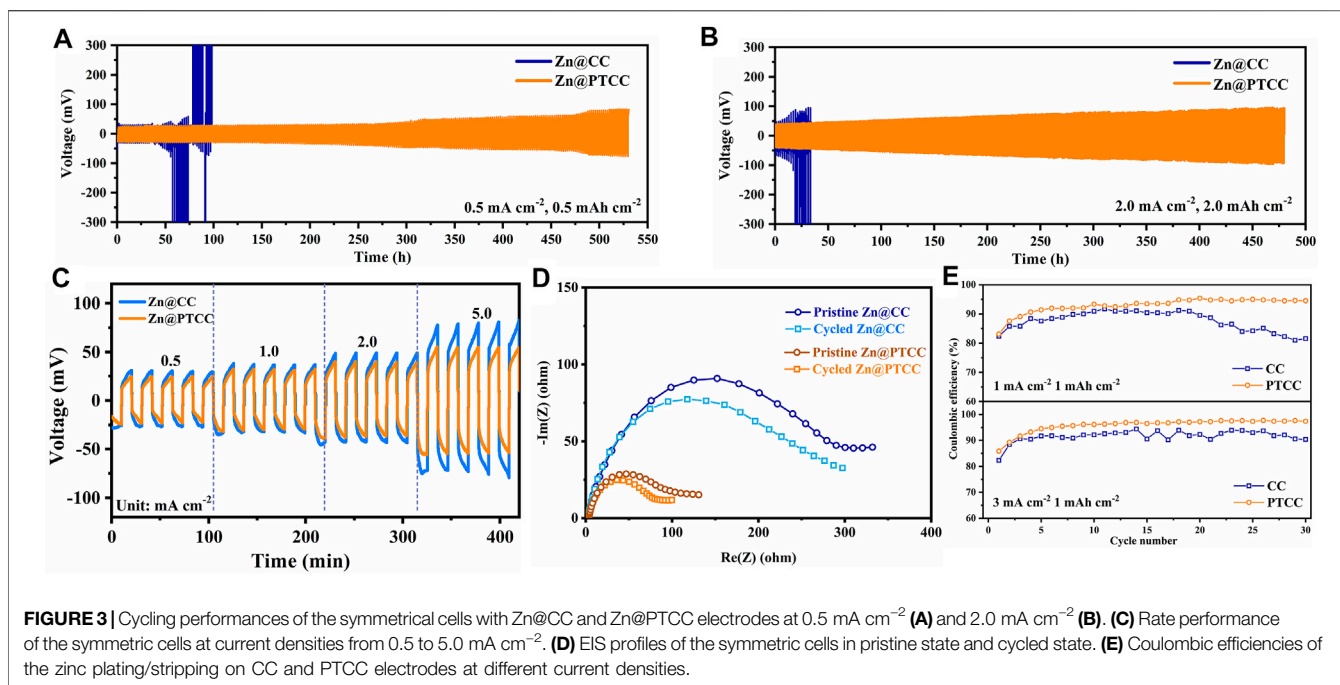 A
300
200
100
0
-100
-200
-300
Voltage (mV)
Zn@CC
Zn@PTCC
0.5 mA cm⁻², 0.5 mAh cm⁻²
0 50 100 150 200 250 300 350 400 450 500 550
Time (h)
B
300
200
100
0
-100
-200
-300
Voltage (mV)
Zn@CC
Zn@PTCC
2.0 mA cm⁻², 2.0 mAh cm⁻²
0 50 100 150 200 250 300 350 400 450 500
Time (h)
C
100
50
0
-50
-100
Voltage (mV)
Zn@CC
Zn@PTCC
0.5
1.0
2.0
5.0
Unit: mA cm⁻²
0 100 200 300 400
Time (min)
D
150
100
50
0
-Im(Z) (ohm)
Pristine Zn@CC
Cycled Zn@CC
Pristine Zn@PTCC
Cycled Zn@PTCC
0 100 200 300 400
Re(Z) (ohm)
E
100
90
80
70
60
Coulombic efficiency (%)
1 mA cm⁻² 1 mAh cm⁻²
CC
PTCC
100
90
80
70
60
3 mA cm⁻² 1 mAh cm⁻²
CC
PTCC
0 5 10 15 20 25 30
Cycle number
FIGURE 3 | Cycling performances of the symmetrical cells with Zn@CC and Zn@PTCC electrodes at 0.5 mA cm⁻² (A) and 2.0 mA cm⁻² (B). (C) Rate performance
of the symmetric cells at current densities from 0.5 to 5.0 mA cm⁻². (D) EIS profiles of the symmetric cells in pristine state and cycled state. (E) Coulombic efficiencies of
the zinc plating/stripping on CC and PTCC electrodes at different current densities.